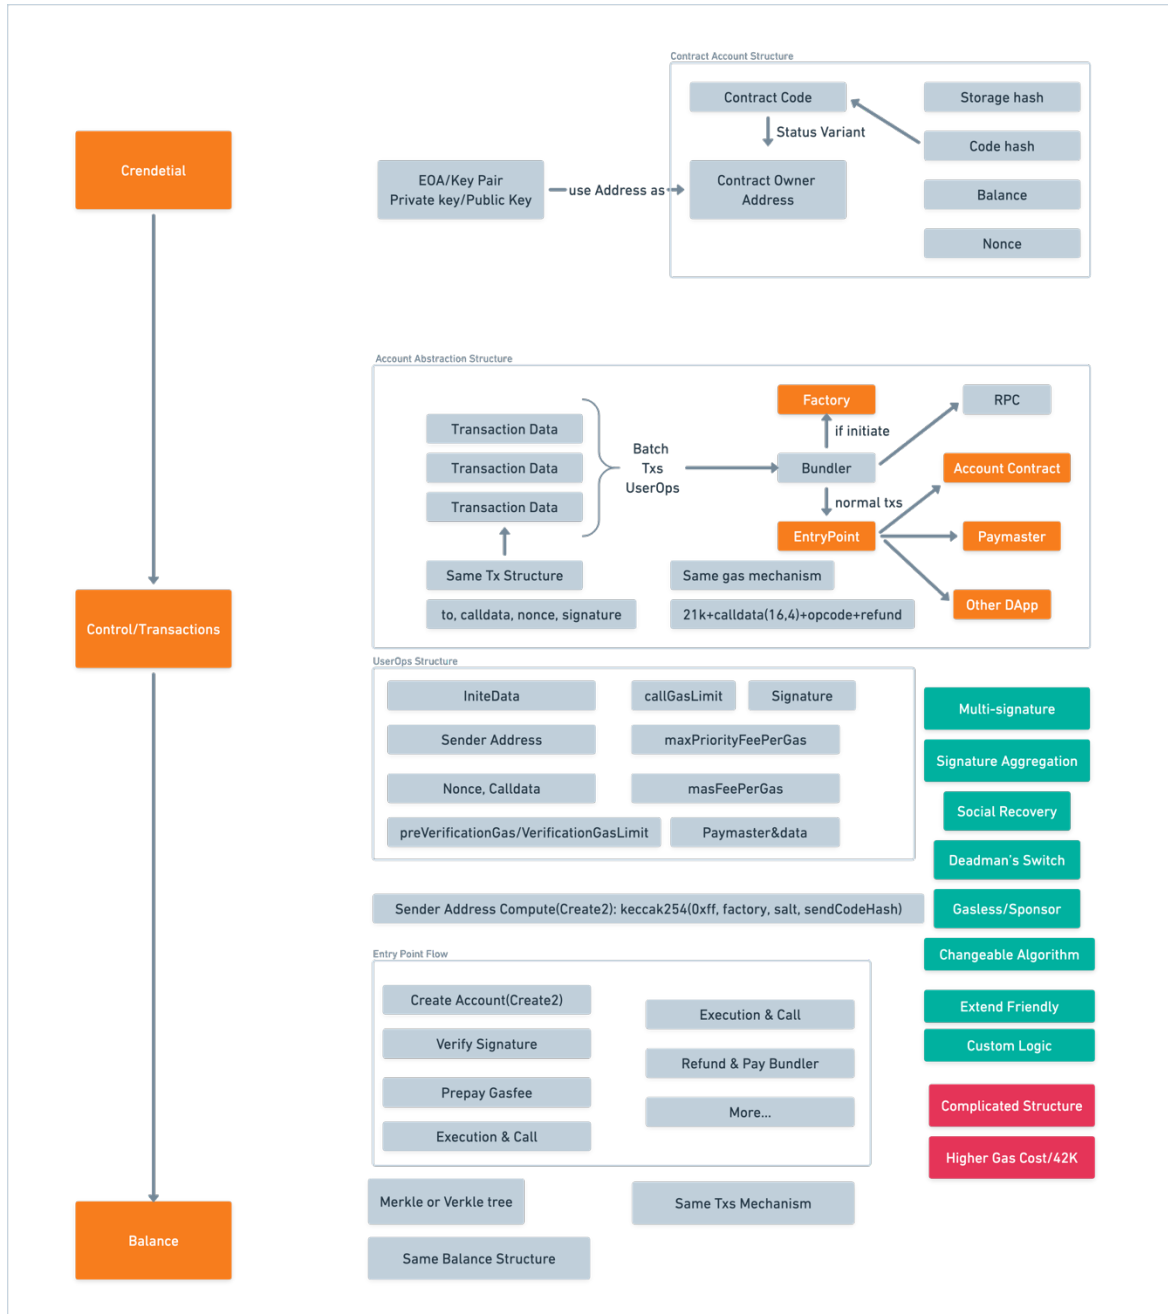 Contract Account Structure
Contract Code
Storage hash
Status Variant
Code hash
Crendetial
EOA/Key Pair
Private key/Public Key
use Address as
Contract Owner
Address
Balance
Nonce
Account Abstraction Structure
Factory
RPC
if initiate
Transaction Data
Transaction Data
Transaction Data
Batch
Txs
UserOps
Bundler
Account Contract
normal txs
EntryPoint
Paymaster
Same Tx Structure
Same gas mechanism
Other DApp
to, calldata, nonce, signature
21k+calldata(16,4)+opcode+refund
Control/Transactions
UserOps Structure
IniteData
callGasLimit
Signature
Sender Address
maxPriorityFeePerGas
Nonce, Calldata
masFeePerGas
preVerificationGas/VerificationGasLimit
Paymaster&data
Multi-signature
Signature Aggregation
Social Recovery
Deadman's Switch
Sender Address Compute(Create2): keccak254(0xff, factory, salt, sendCodeHash)
Gasless/Sponsor
Changeable Algorithm
Extend Friendly
Custom Logic
Complicated Structure
Higher Gas Cost/42K
Entry Point Flow
Create Account(Create2)
Verify Signature
Prepay Gasfee
Execution & Call
Execution & Call
Refund & Pay Bundler
More...
Merkle or Verkle tree
Same Txs Mechanism
Balance
Same Balance Structure